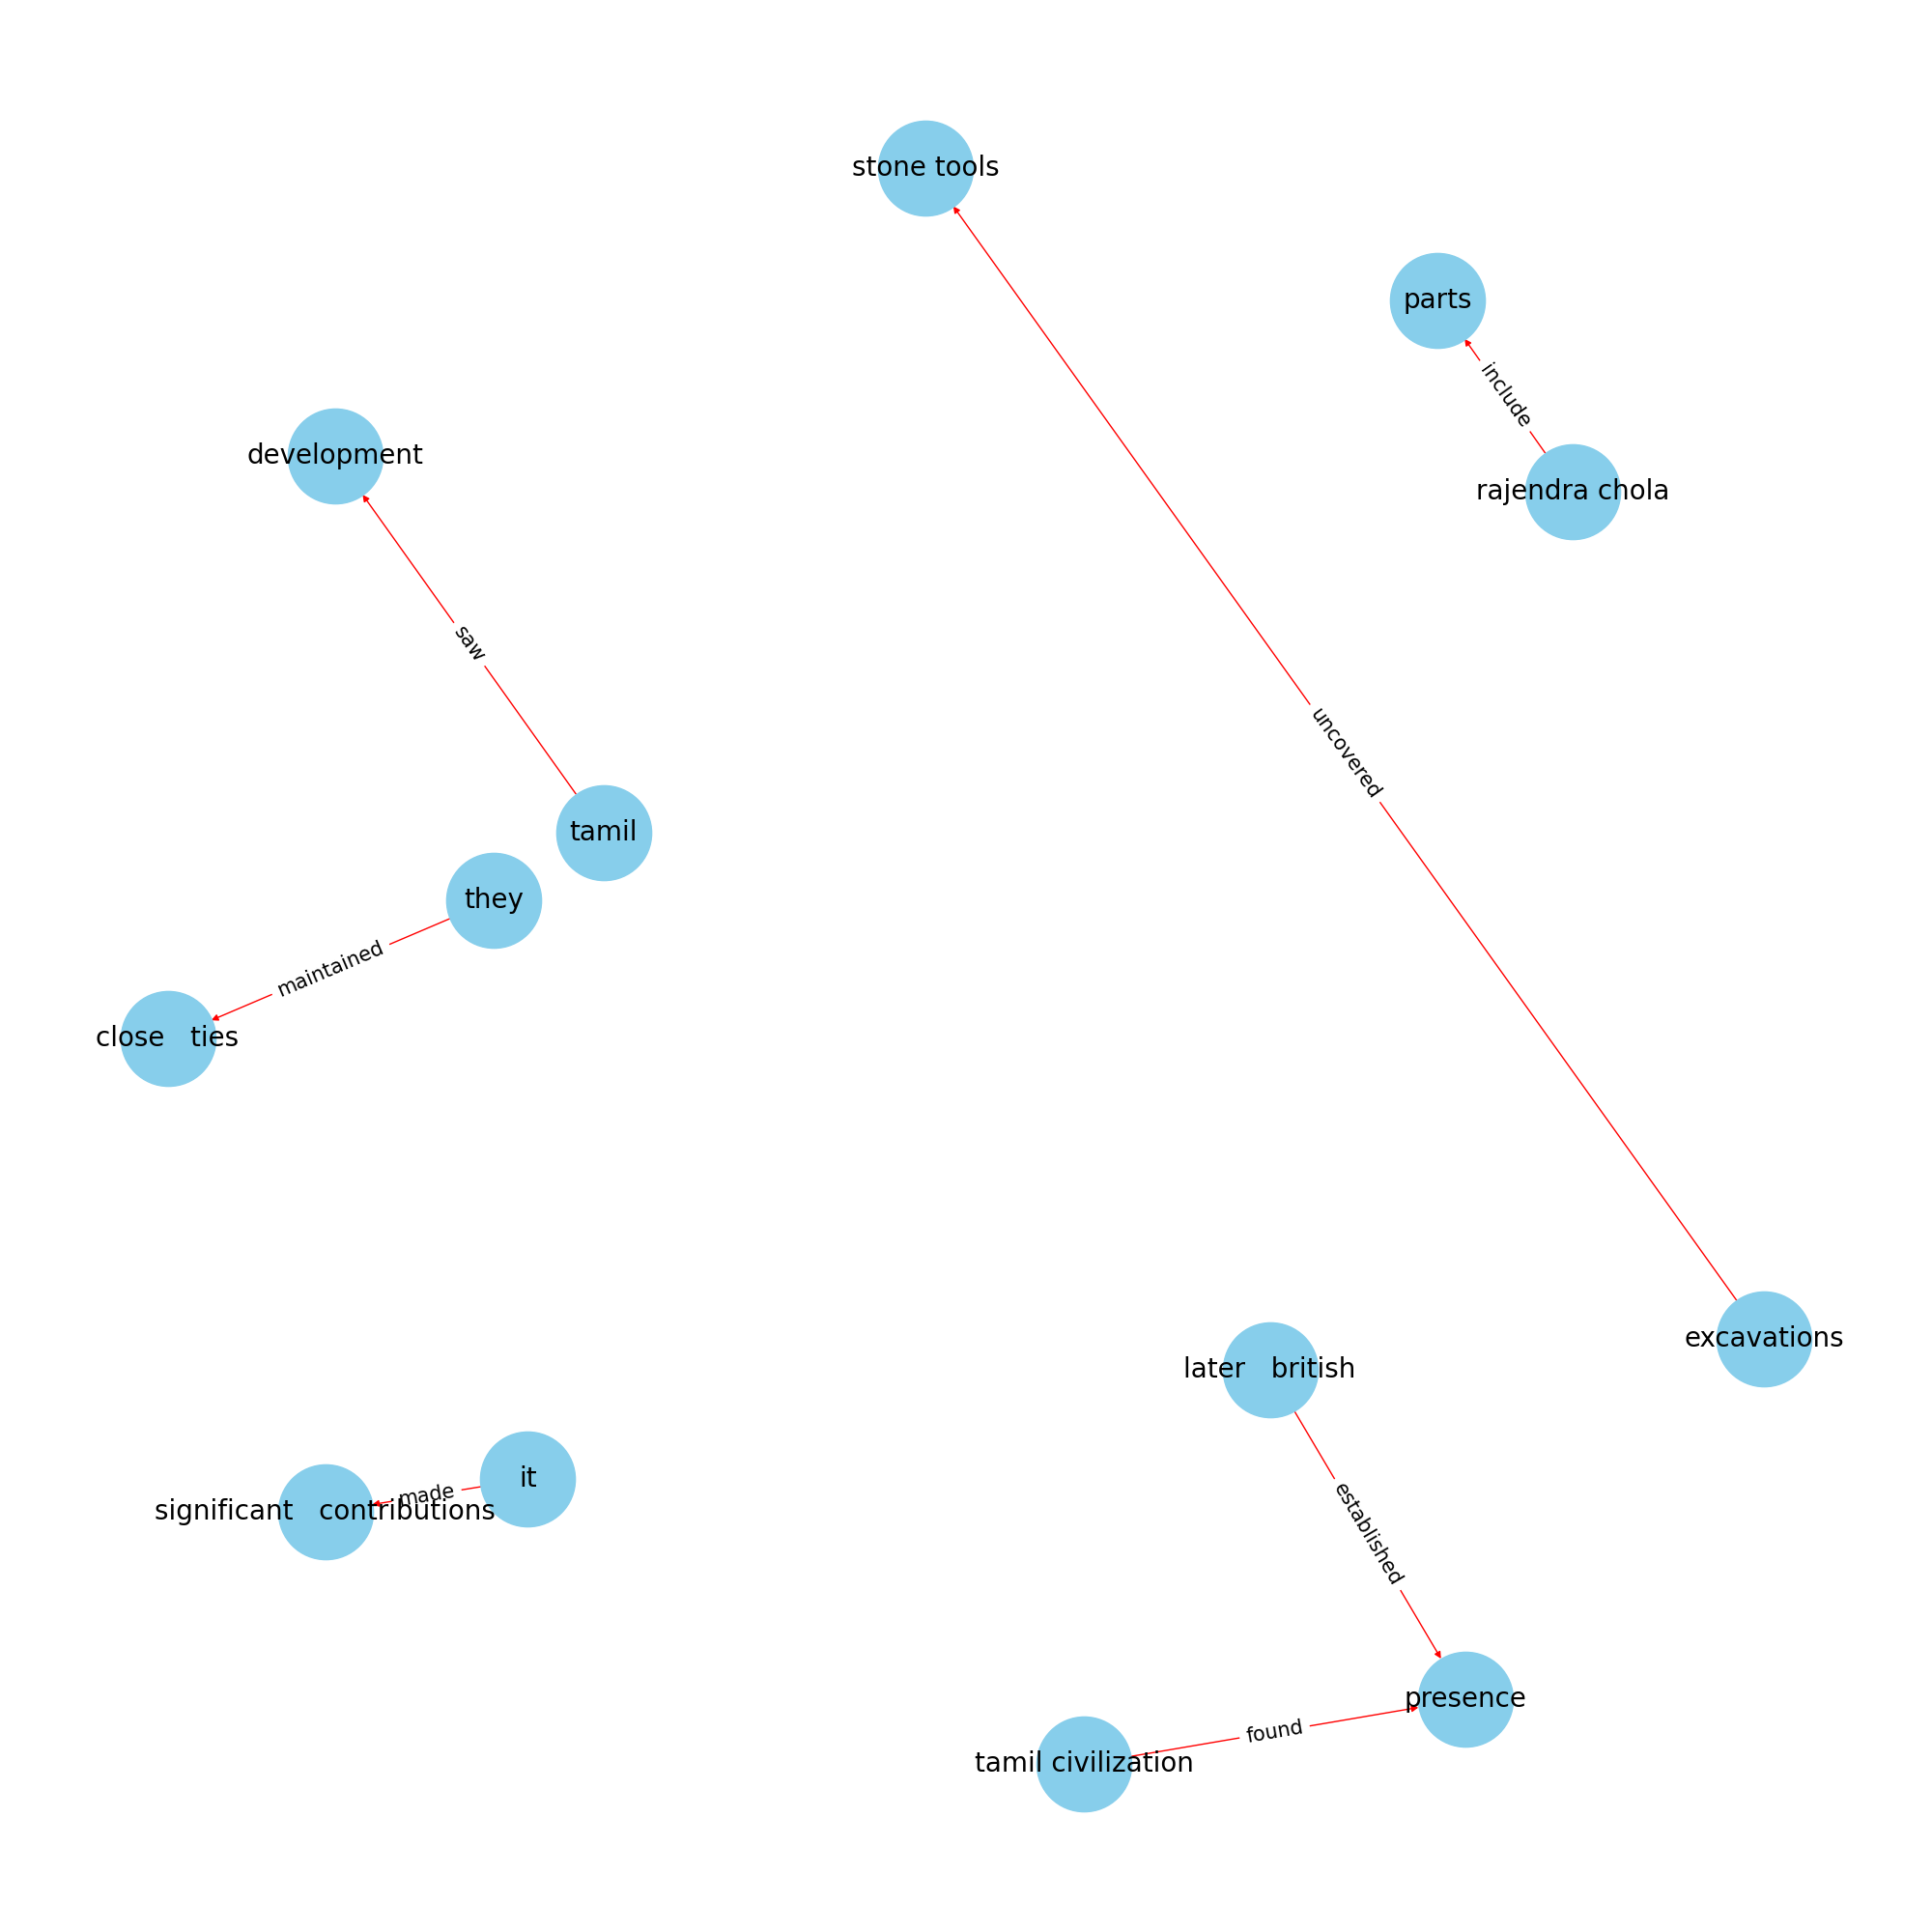 stone tools
parts
include
rajendra chola
development
saw
uncovered
tamil
they
maintained
close   ties
excavations
later   british
it
made
significant   contributions
established
presence
found
tamil civilization